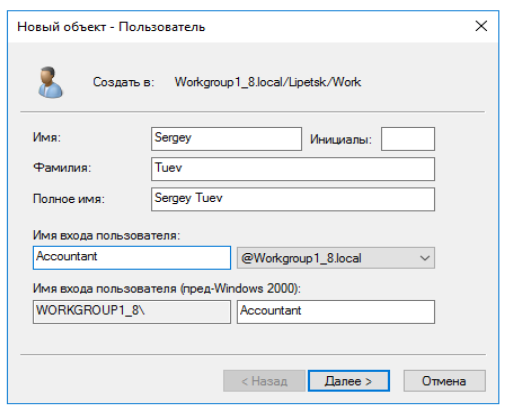 Новый объект - Пользователь
Создать в: Workgroup1_8.local/Lipetsk/Work
Имя: Sergey Инициалы:
Фамилия: Tuev
Полное имя: Sergey Tuev
Имя входа пользователя:
Accountant @Workgroup1_8.local
Имя входа пользователя (пред-Windows 2000):
WORKGROUP1_8\ Accountant
< Назад Далее > Отмена